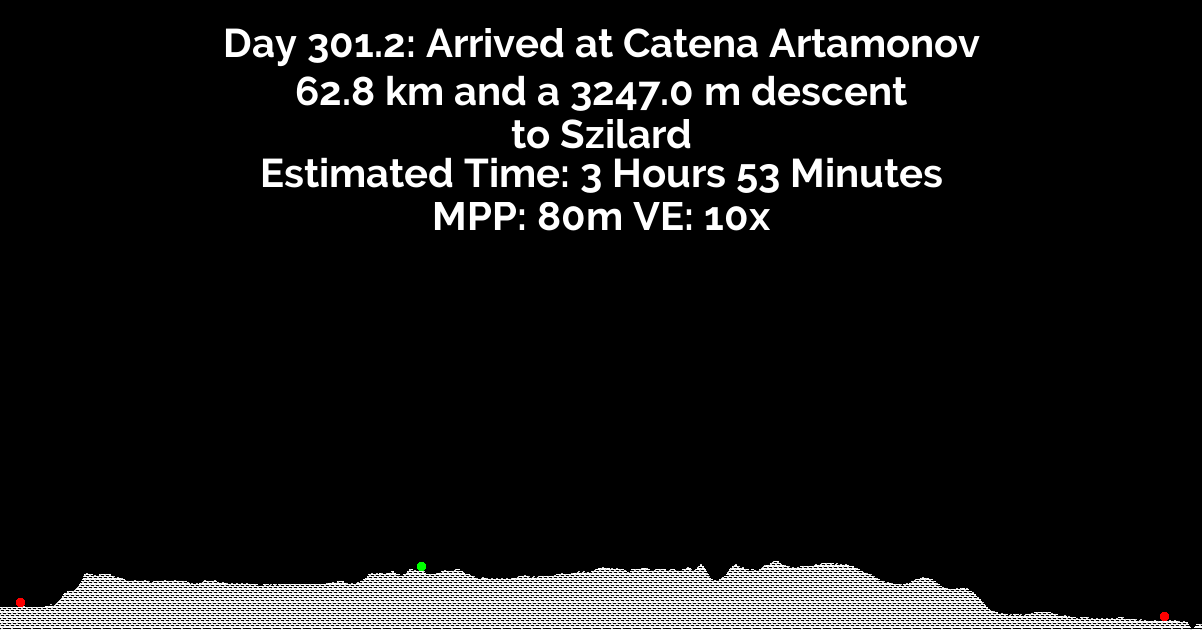 Day 301.2: Arrived at Catena Artamonov
62.8 km and a 3247.0 m descent
to Szilard
Estimated Time: 3 Hours 53 Minutes
MPP: 80m VE: 10x